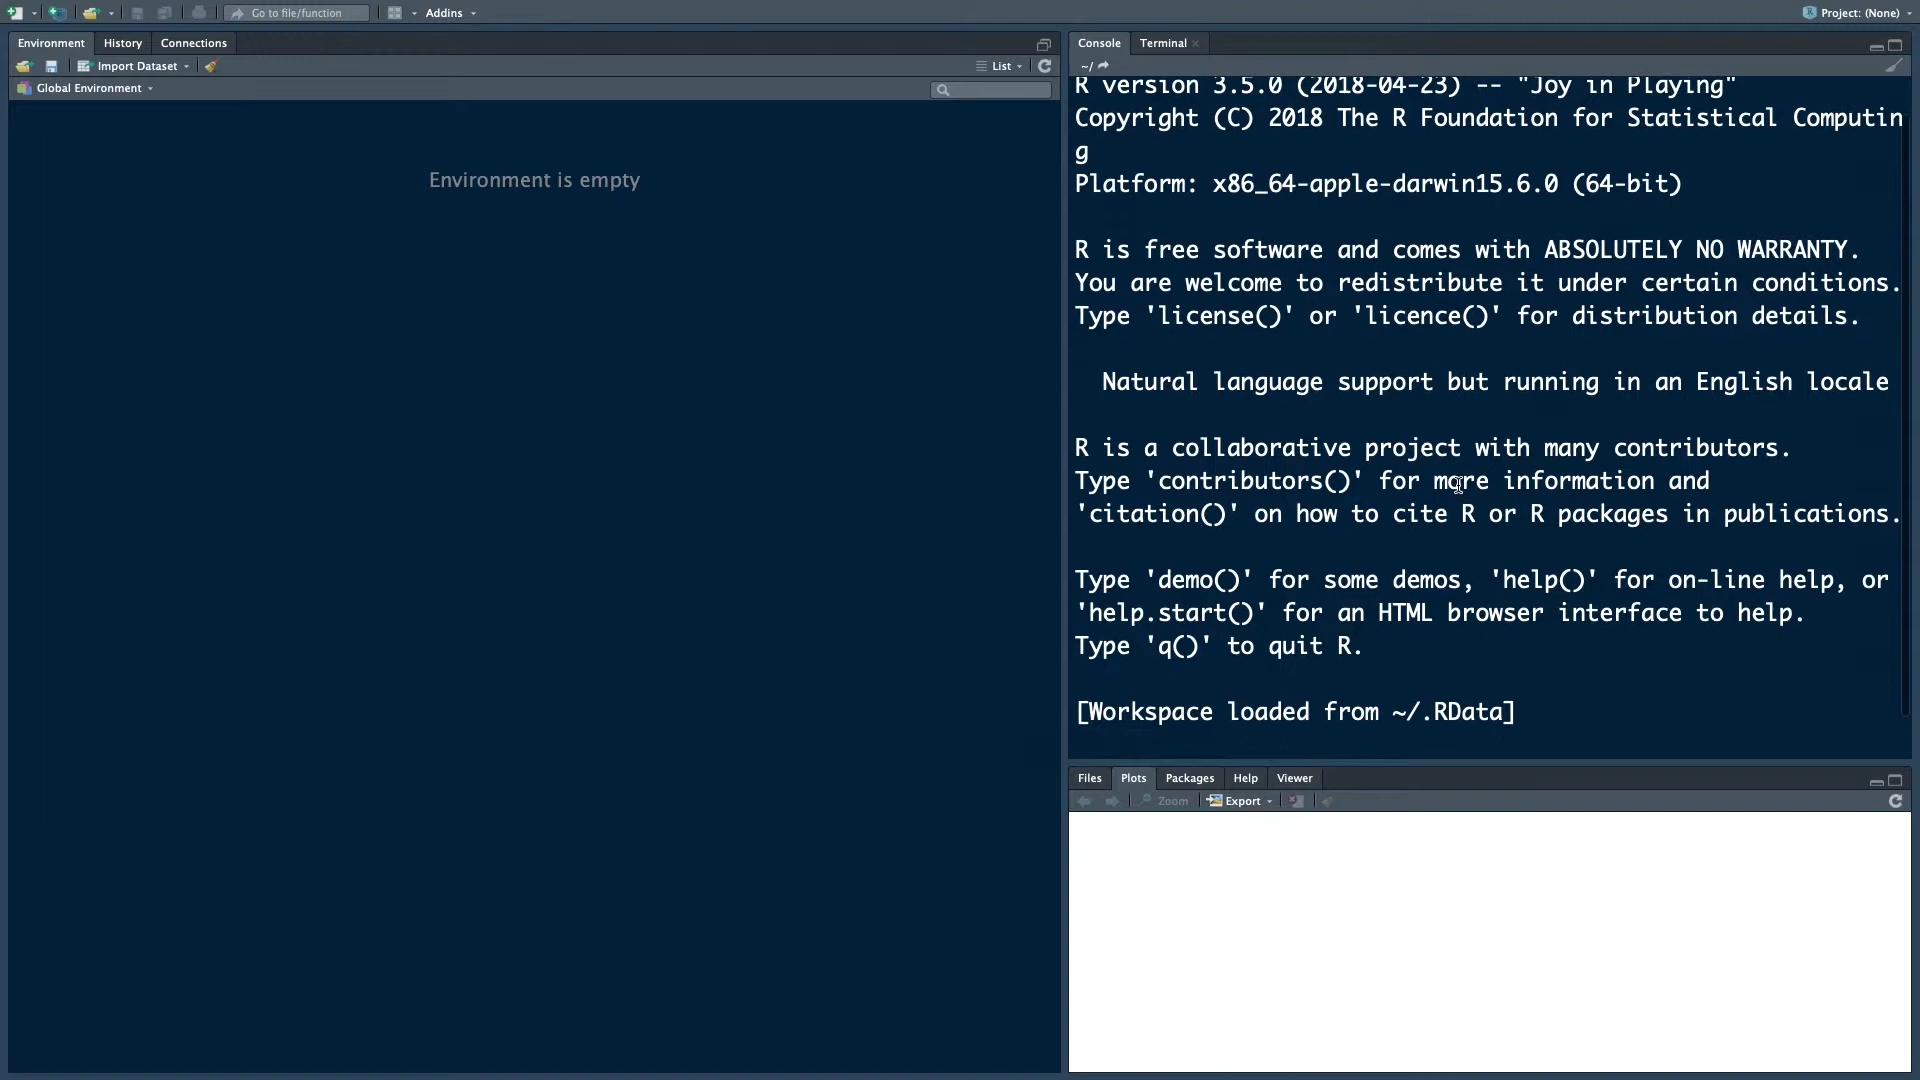 Go to file/function
Addins
Project: (None)
Environment
History
Connections
Import Dataset
List
Global Environment
Environment is empty
Console
Terminal
~/
R version 3.5.0 (2018-04-23) -- "Joy in Playing"
Copyright (C) 2018 The R Foundation for Statistical Computin
g
Platform: x86_64-apple-darwin15.6.0 (64-bit)
R is free software and comes with ABSOLUTELY NO WARRANTY.
You are welcome to redistribute it under certain conditions.
Type 'license()' or 'licence()' for distribution details.
Natural language support but running in an English locale
R is a collaborative project with many contributors.
Type 'contributors()' for more information and
'citation()' on how to cite R or R packages in publications.
Type 'demo()' for some demos, 'help()' for on-line help, or
'help.start()' for an HTML browser interface to help.
Type 'q()' to quit R.
[Workspace loaded from ~/.RData]
Files
Plots
Packages
Help
Viewer
Zoom
Export